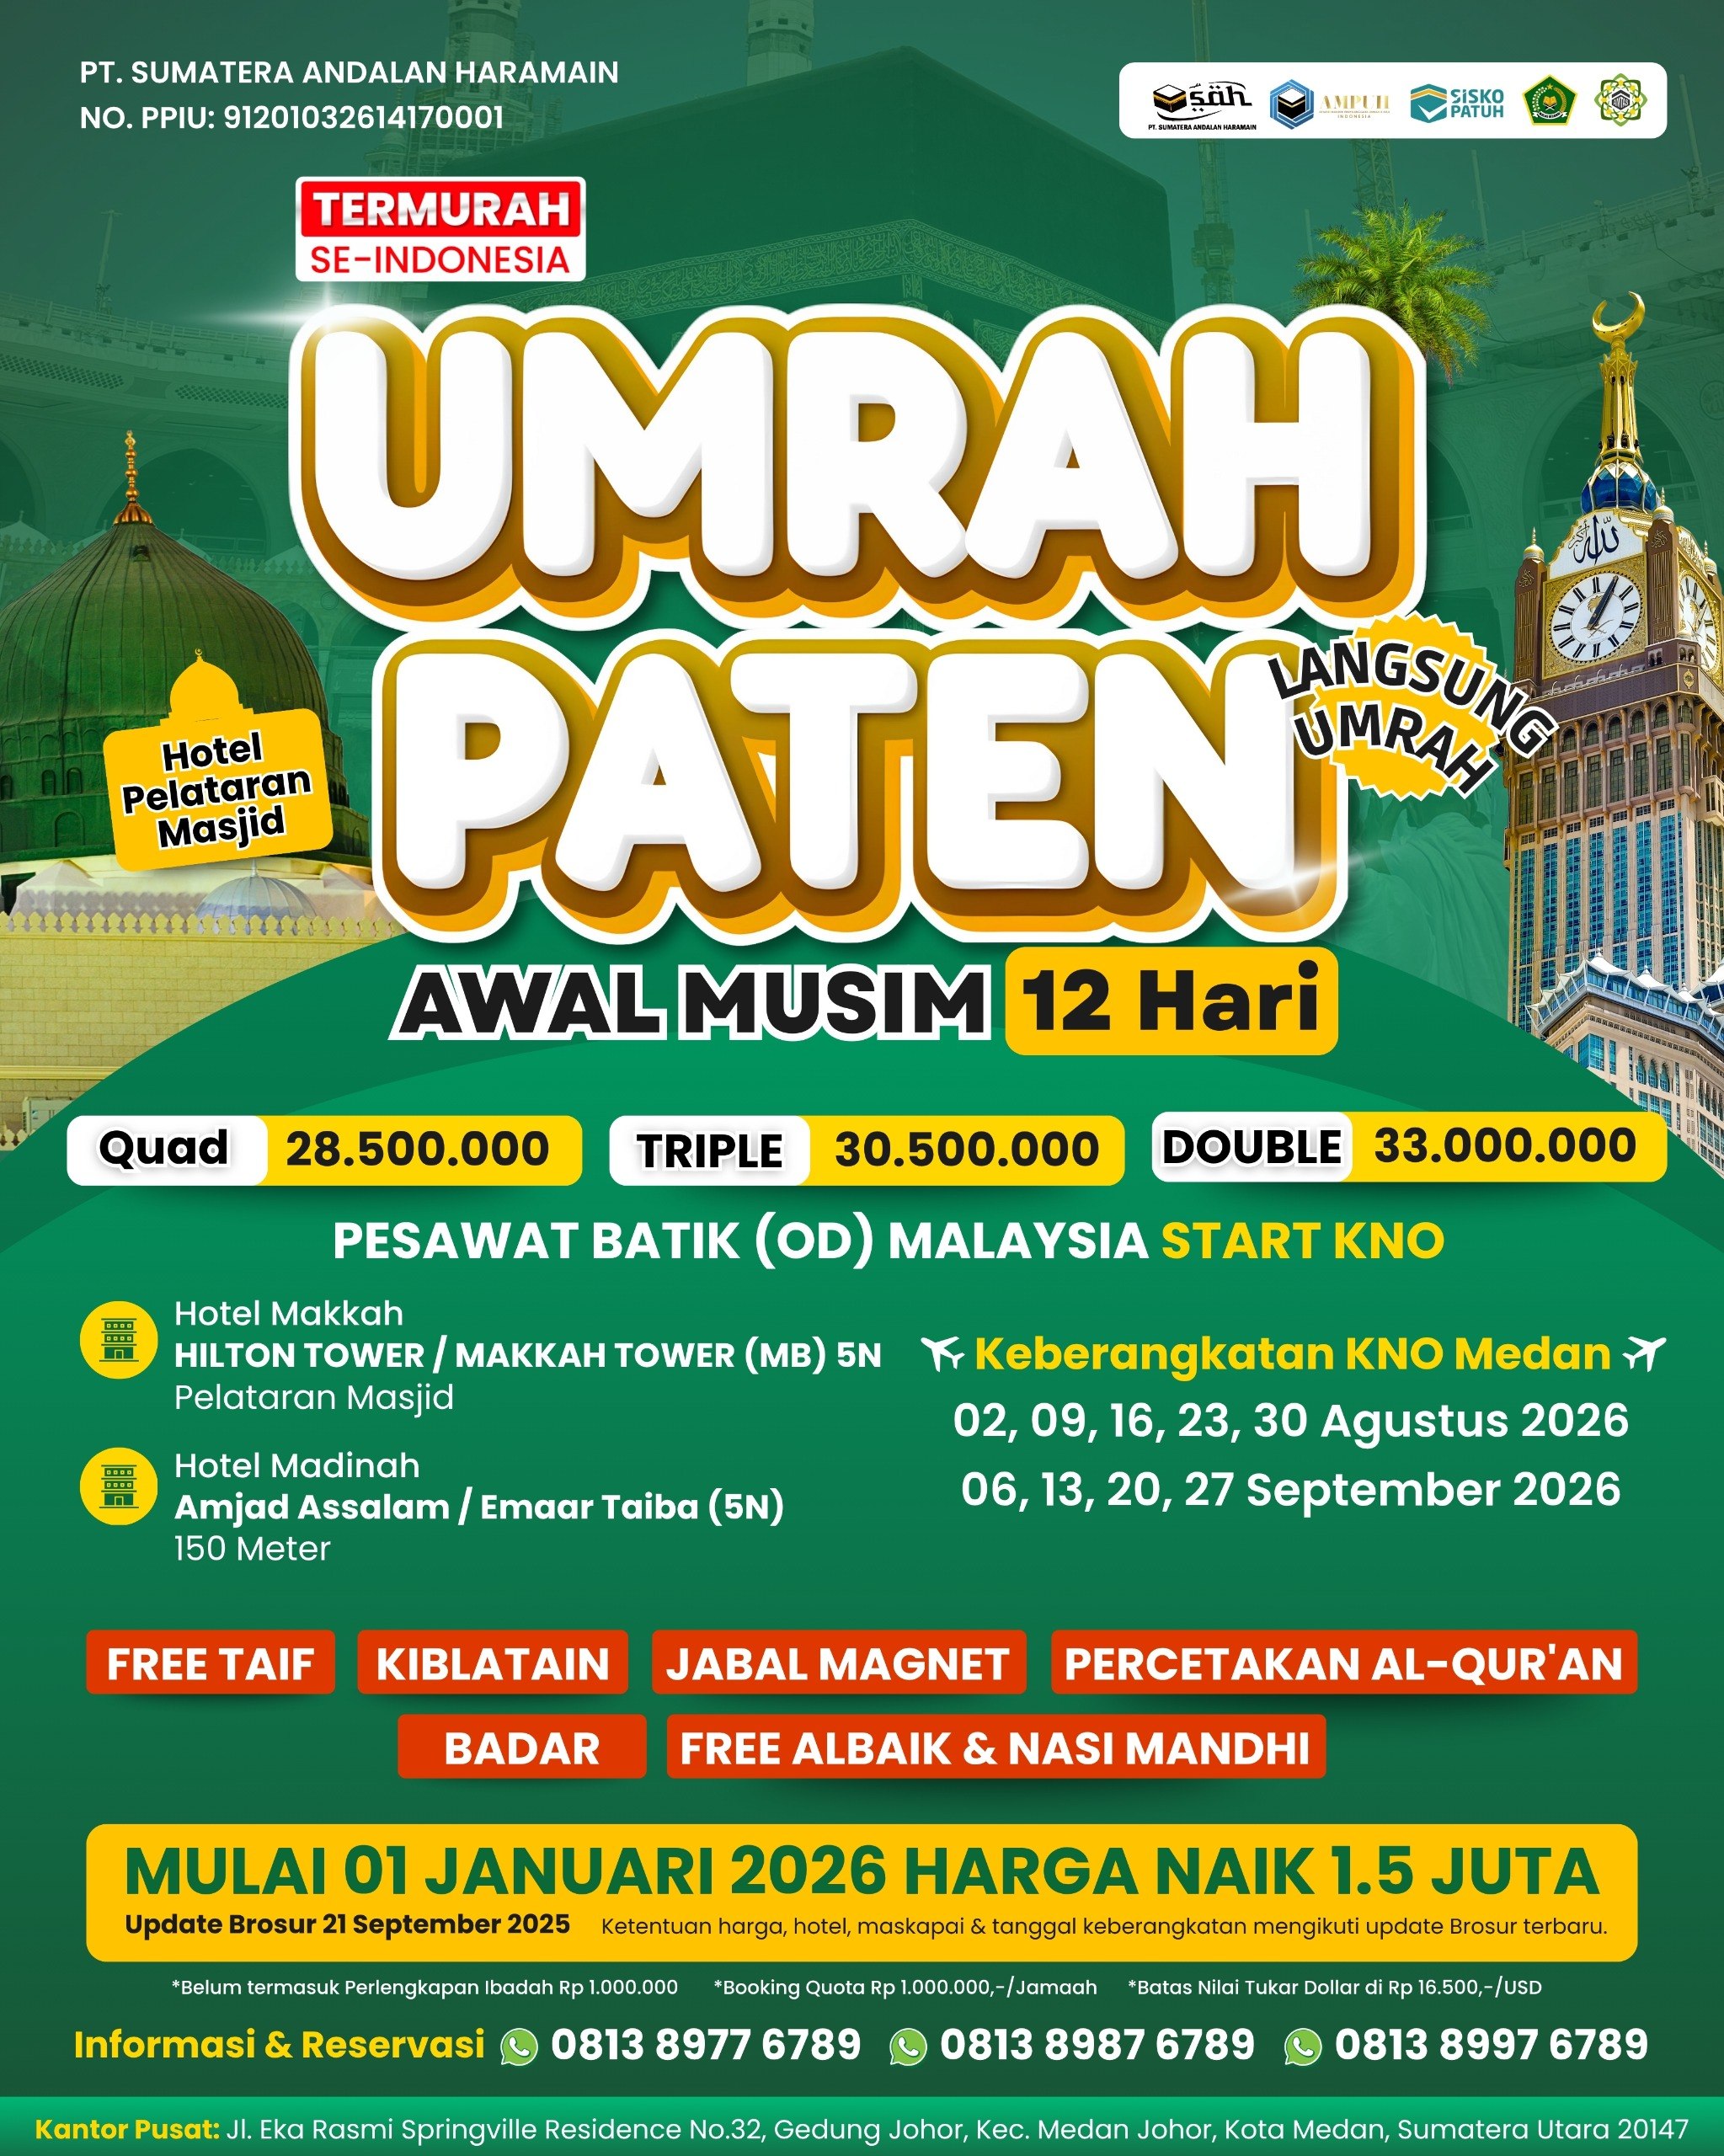 PT. SUMATERA ANDALAN HARAMAIN
NO. PPIU: 91201032614170001
sah
PT. SUMATERA ANDALAN HARAMAIN
AMPUH
INDONESIA
SISKO
PATUH
TERMURAH
SE-INDONESIA
UMRAH
PATEN
LANGSUNG
UMRAH
Hotel
Pelataran
Masjid
AWAL MUSIM 12 Hari
Quad 28.500.000
TRIPLE 30.500.000
DOUBLE 33.000.000
PESAWAT BATIK (OD) MALAYSIA START KNO
Hotel Makkah
HILTON TOWER / MAKKAH TOWER (MB) 5N
Pelataran Masjid
Hotel Madinah
Amjad Assalam / Emaar Taiba (5N)
150 Meter
Keberangkatan KNO Medan
02, 09, 16, 23, 30 Agustus 2026
06, 13, 20, 27 September 2026
FREE TAIF
KIBLATAIN
JABAL MAGNET
PERCETAKAN AL-QUR'AN
BADAR
FREE ALBAIK & NASI MANDHI
MULAI 01 JANUARI 2026 HARGA NAIK 1.5 JUTA
Update Brosur 21 September 2025 Ketentuan harga, hotel, maskapai & tanggal keberangkatan mengikuti update Brosur terbaru.
*Belum termasuk Perlengkapan Ibadah Rp 1.000.000 *Booking Quota Rp 1.000.000,-/Jamaah *Batas Nilai Tukar Dollar di Rp 16.500,-/USD
Informasi & Reservasi 0813 8977 6789 0813 8987 6789 0813 8997 6789
Kantor Pusat: Jl. Eka Rasmi Springville Residence No.32, Gedung Johor, Kec. Medan Johor, Kota Medan, Sumatera Utara 20147